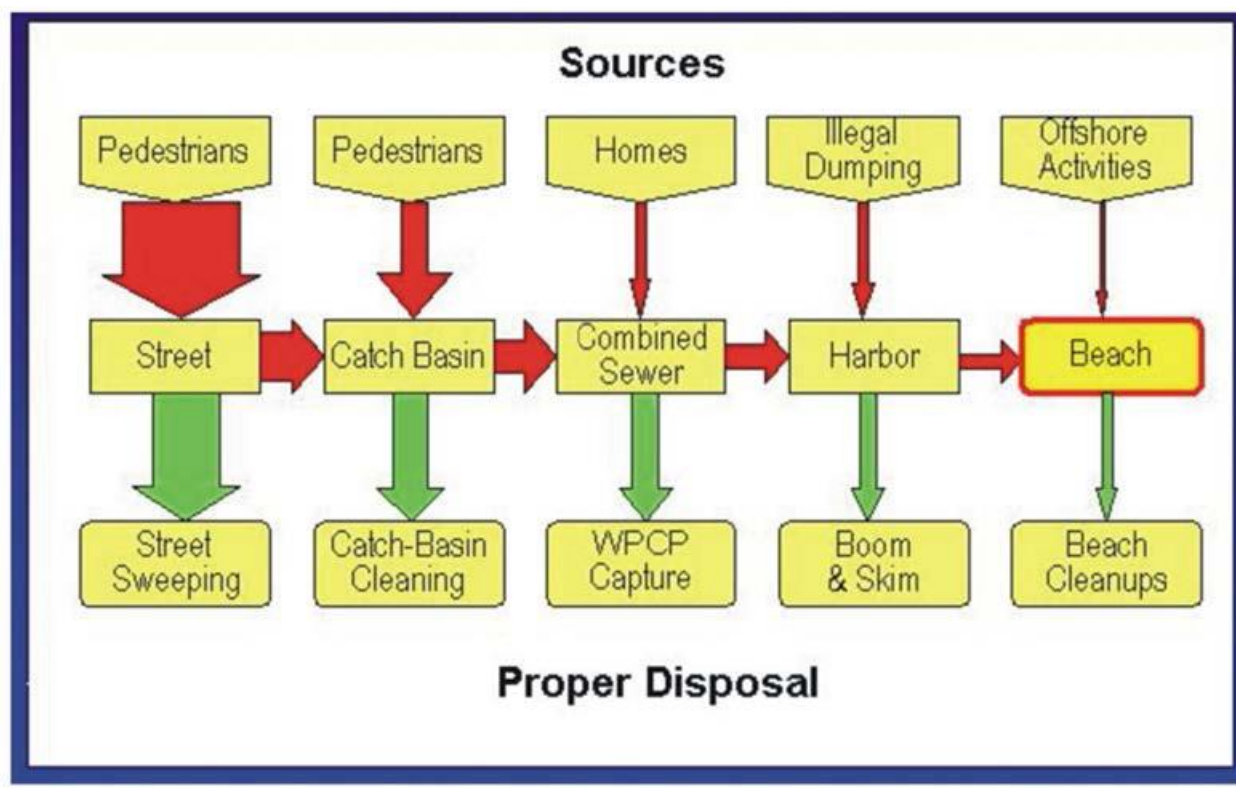 Sources
Pedestrians
Pedestrians
Homes
Illegal
Dumping
Offshore
Activities
Street
Catch Basin
Combined
Sewer
Harbor
Beach
Street
Sweeping
Catch-Basin
Cleaning
WPCP
Capture
Boom
& Skim
Beach
Cleanups
Proper Disposal